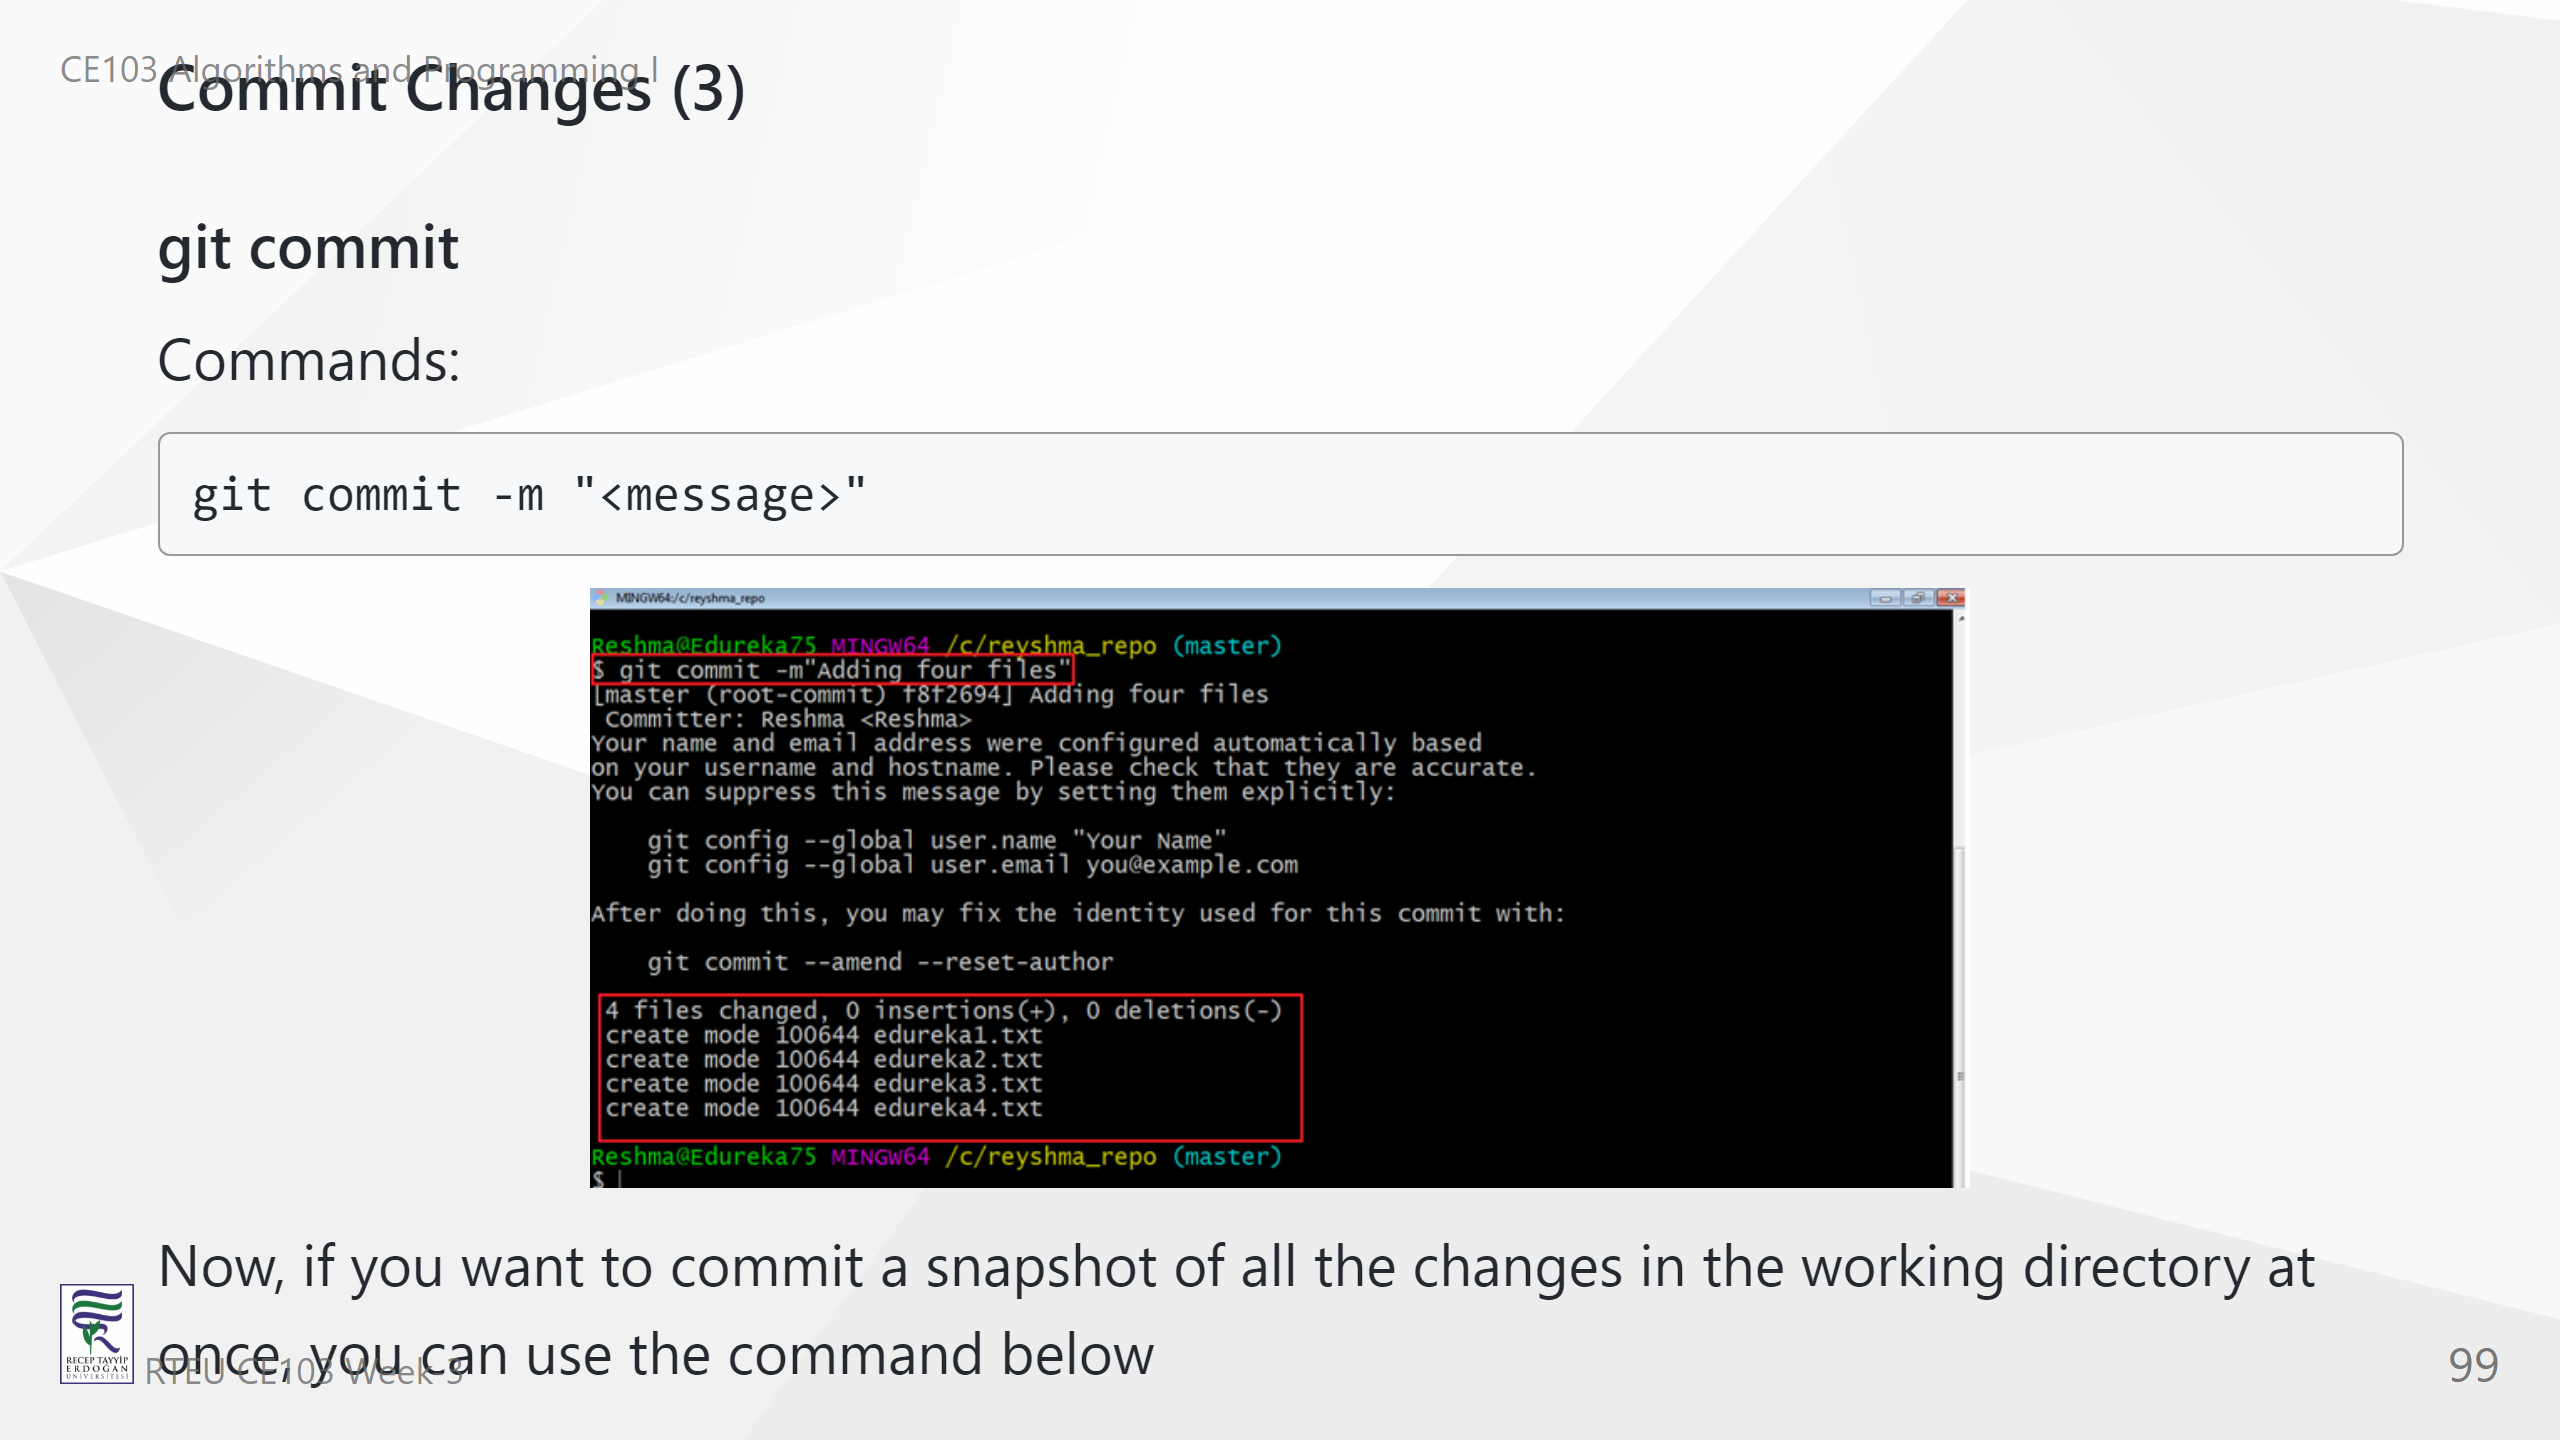 CE103 Algorithms and Programming I
Commit Changes (3)
git commit
Commands:
git commit -m "<message>"
MINGW64:/c/reyshma_repo
Reshma@Edureka75 MINGW64 /c/reyshma_repo (master)
$ git commit -m"Adding four files"
[master (root-commit) f8f2694] Adding four files
Committer: Reshma <Reshma>
Your name and email address were configured automatically based
on your username and hostname. Please check that they are accurate.
You can suppress this message by setting them explicitly:
git config --global user.name "Your Name"
git config --global user.email you@example.com
After doing this, you may fix the identity used for this commit with:
git commit --amend --reset-author
4 files changed, 0 insertions(+), 0 deletions(-)
create mode 100644 edureka1.txt
create mode 100644 edureka2.txt
create mode 100644 edureka3.txt
create mode 100644 edureka4.txt
Reshma@Edureka75 MINGW64 /c/reyshma_repo (master)
$
Now, if you want to commit a snapshot of all the changes in the working directory at
once, you can use the command below
RECEP TAYYİP
ERDOĞAN
ÜNİVERSİTESİ
RTEU CE103 Week-3
99